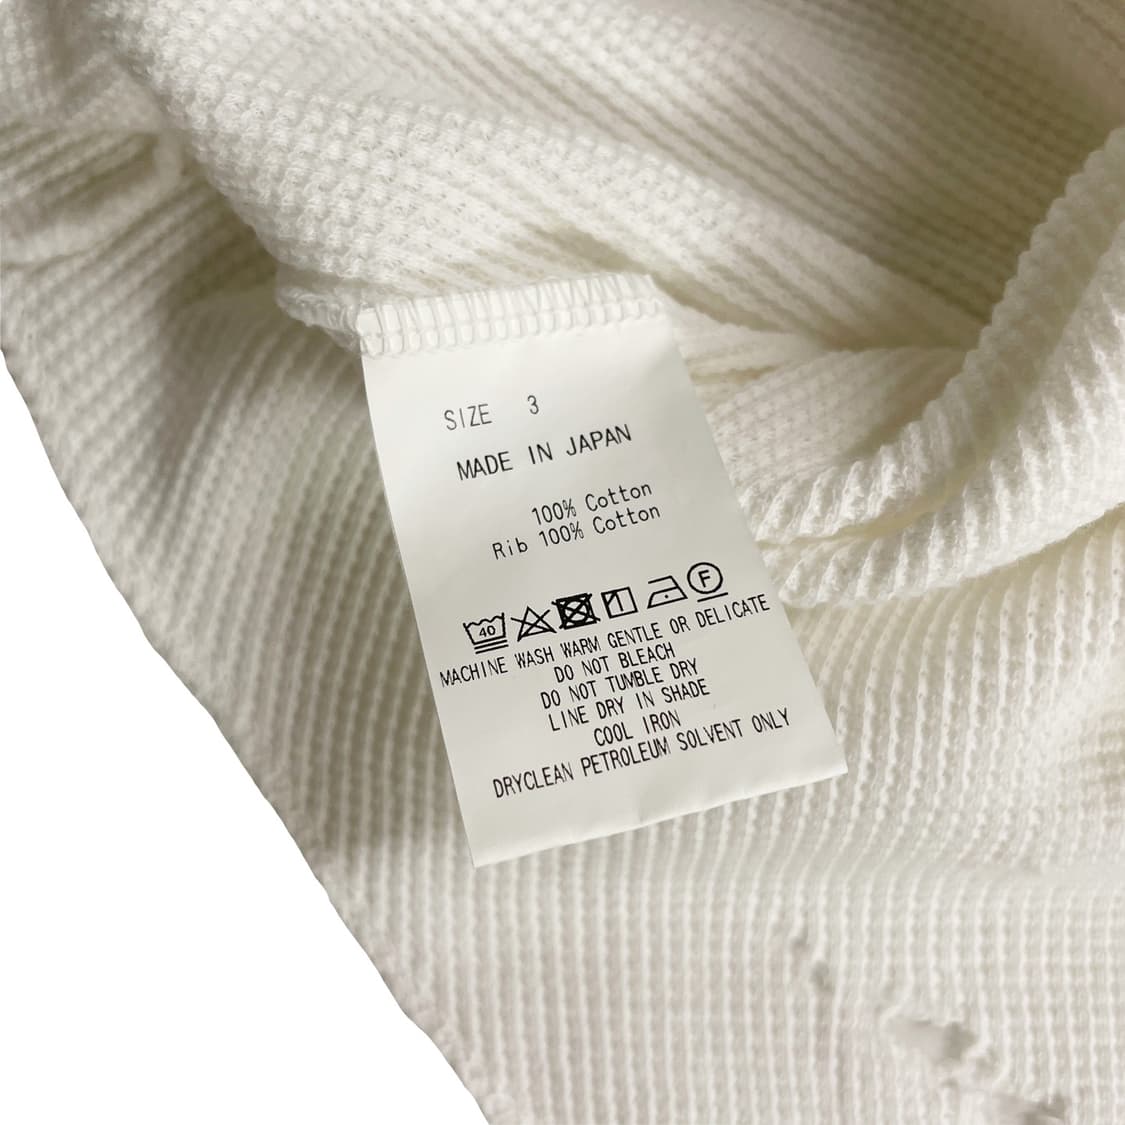 SIZE 3
MADE IN JAPAN
100% Cotton
Rib 100% Cotton
40 F
MACHINE WASH WARM GENTLE OR DELICATE
DO NOT BLEACH
DO NOT TUMBLE DRY
LINE DRY IN SHADE
COOL IRON
DRYCLEAN PETROLEUM SOLVENT ONLY